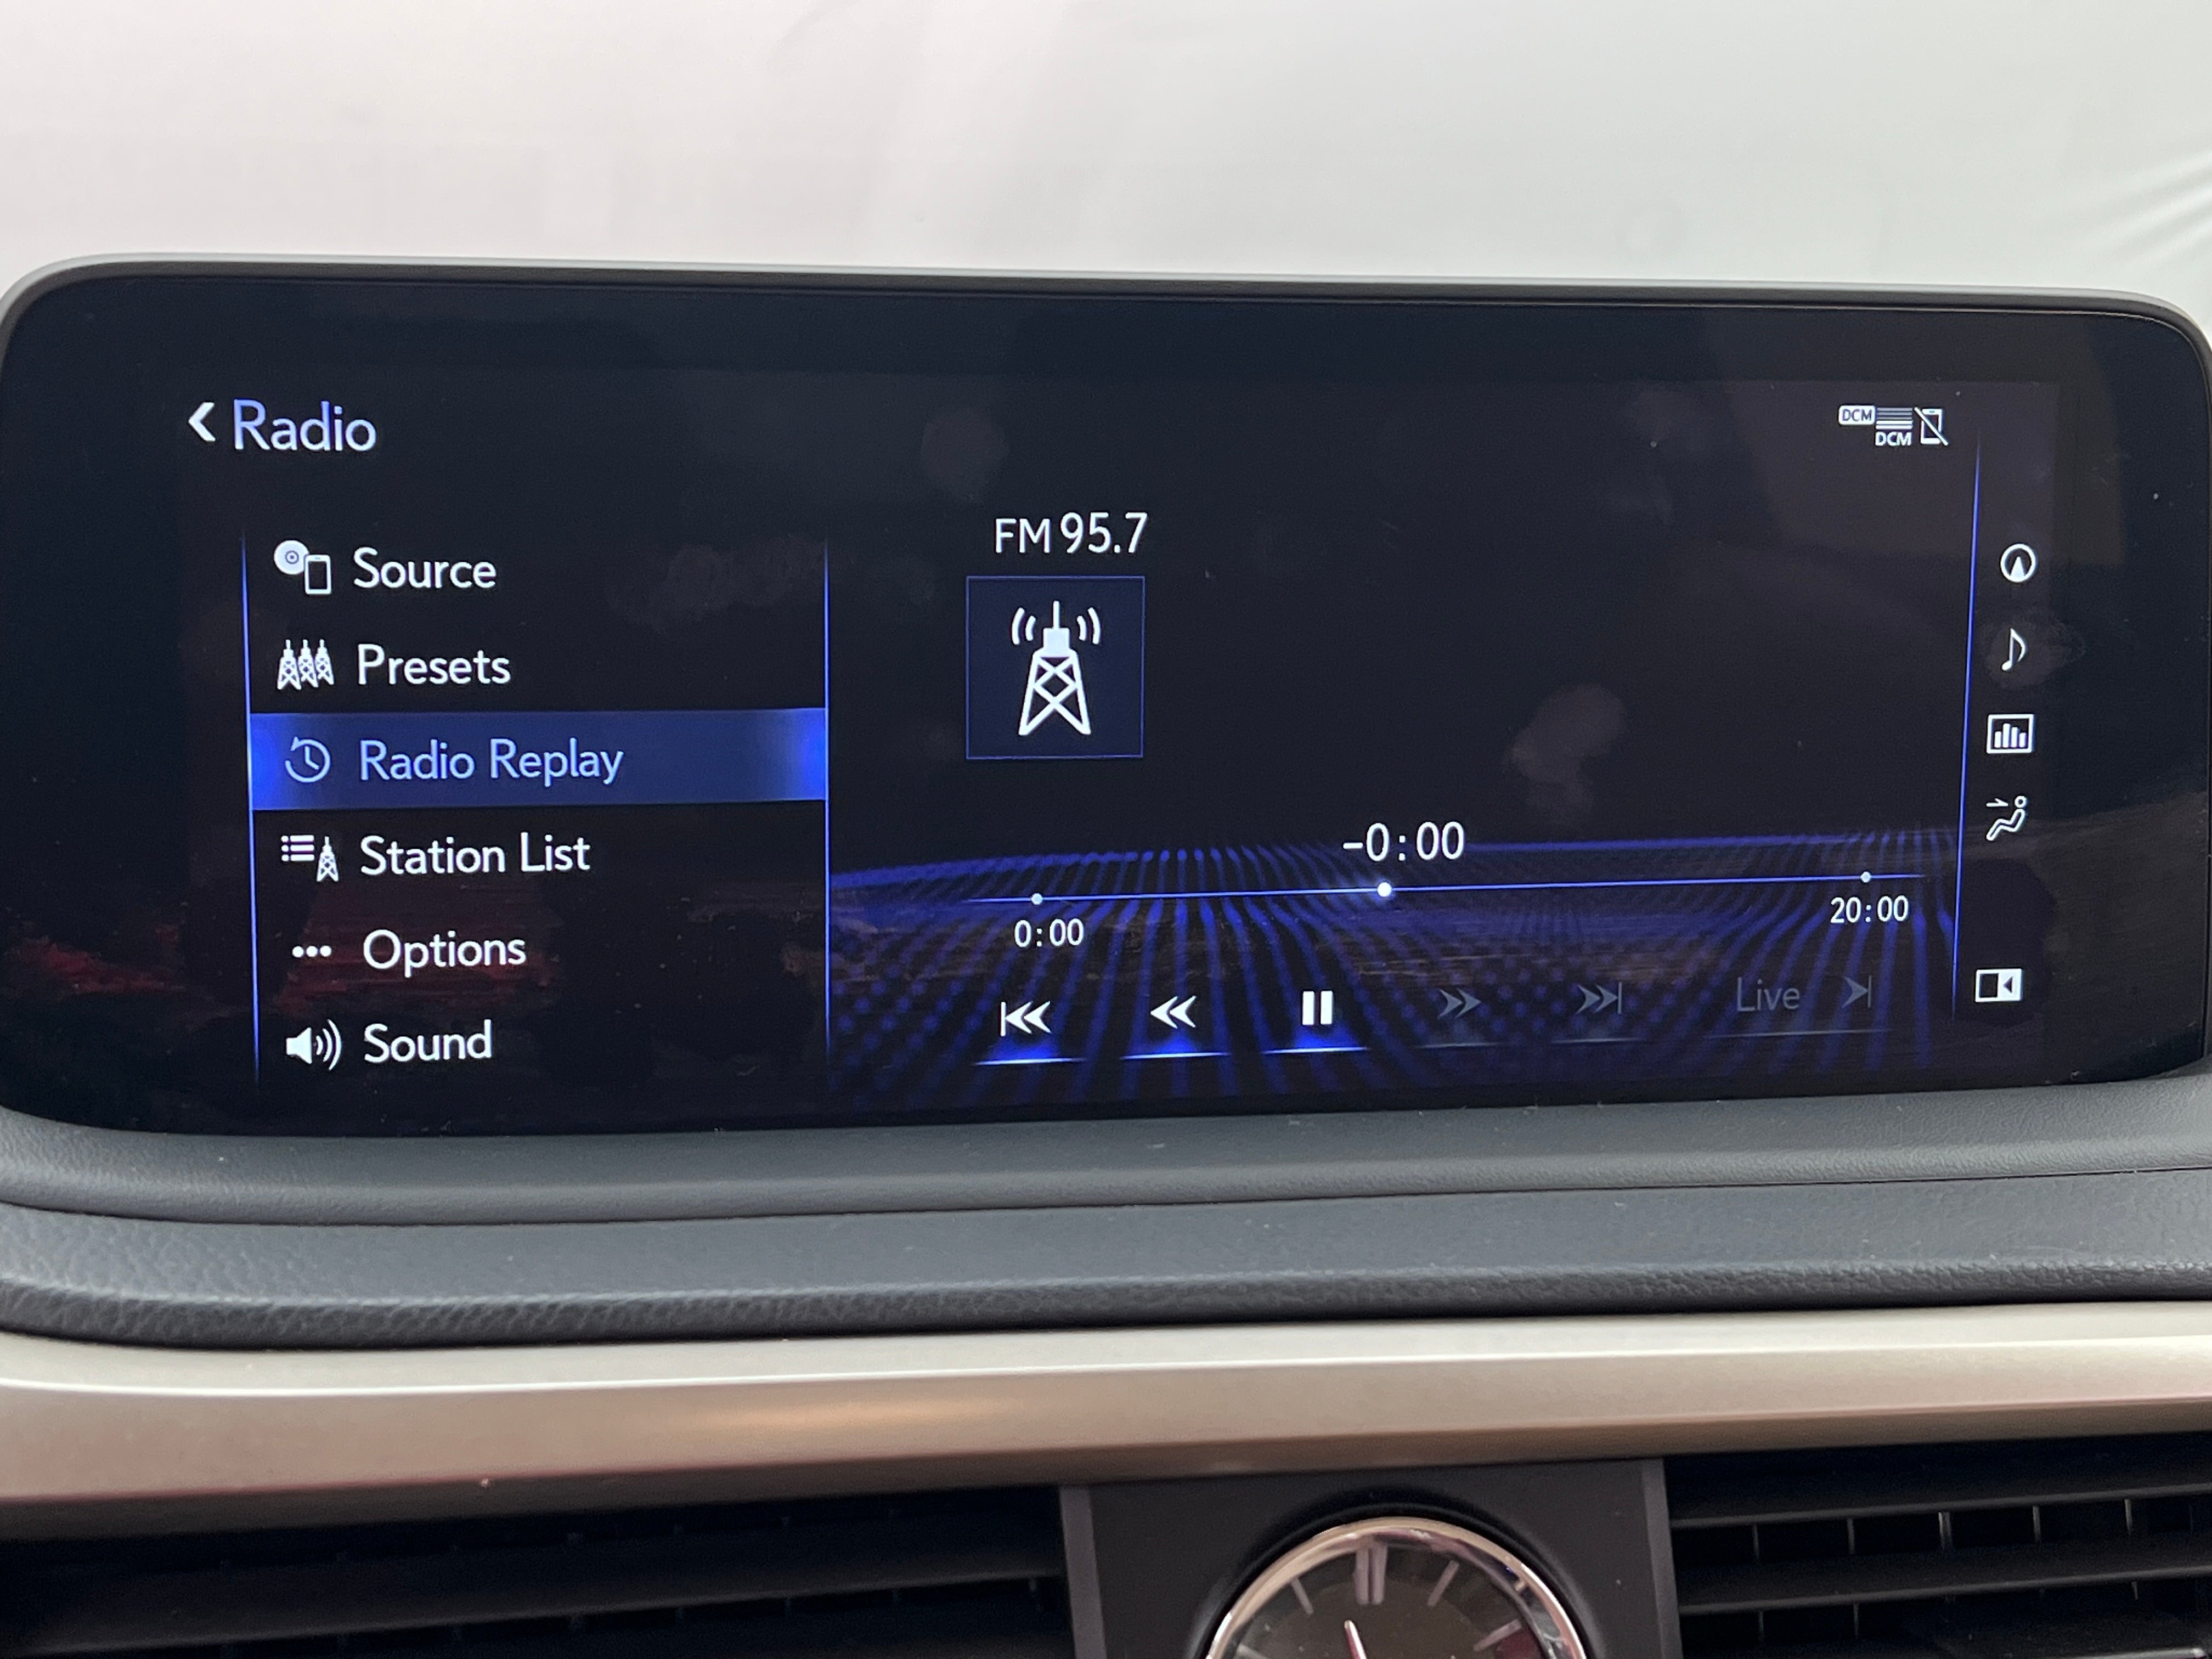 Radio
DCM
DCM
Source
Presets
Radio Replay
Station List
Options
Sound
FM 95.7
-0:00
0:00
20:00
Live